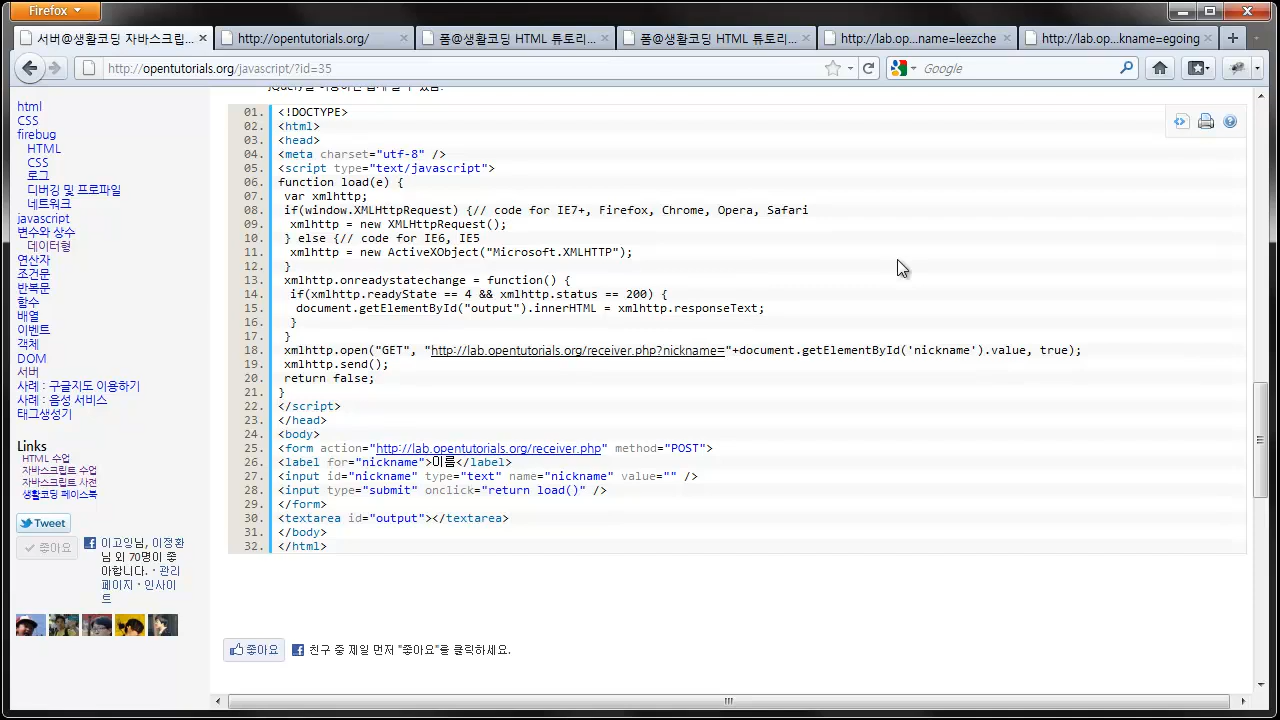 Firefox
서버@생활코딩 자바스크립...
http://opentutorials.org/
폼@생활코딩 HTML 튜토리...
폼@생활코딩 HTML 튜토리...
http://lab.op...name=leezche
http://lab.op...kname=egoing
http://opentutorials.org/javascript/?id=35
Google
html
CSS
firebug
HTML
CSS
로그
디버깅 및 프로파일
네트워크
javascript
변수와 상수
데이터형
연산자
조건문
반복문
함수
배열
이벤트
객체
DOM
서버
사례 : 구글지도 이용하기
사례 : 음성 서비스
태그생성기
Links
HTML 수업
자바스크립트 수업
자바스크립트 사전
생활코딩 페이스북
Tweet
좋아요
이고잉님, 이정환
님 외 70명이 좋
아합니다. · 관리
페이지 · 인사이
트
01. <!DOCTYPE>
02. <html>
03. <head>
04. <meta charset="utf-8" />
05. <script type="text/javascript">
06. function load(e) {
07. var xmlhttp;
08. if(window.XMLHttpRequest) {// code for IE7+, Firefox, Chrome, Opera, Safari
09. xmlhttp = new XMLHttpRequest();
10. } else {// code for IE6, IE5
11. xmlhttp = new ActiveXObject("Microsoft.XMLHTTP");
12. }
13. xmlhttp.onreadystatechange = function() {
14. if(xmlhttp.readyState == 4 && xmlhttp.status == 200) {
15. document.getElementById("output").innerHTML = xmlhttp.responseText;
16. }
17. }
18. xmlhttp.open("GET", "http://lab.opentutorials.org/receiver.php?nickname="+document.getElementById('nickname').value, true);
19. xmlhttp.send();
20. return false;
21. }
22. </script>
23. </head>
24. <body>
25. <form action="http://lab.opentutorials.org/receiver.php" method="POST">
26. <label for="nickname">이름</label>
27. <input id="nickname" type="text" name="nickname" value="" />
28. <input type="submit" onclick="return load()" />
29. </form>
30. <textarea id="output"></textarea>
31. </body>
32. </html>
좋아요
친구 중 제일 먼저 "좋아요"을 클릭하세요.